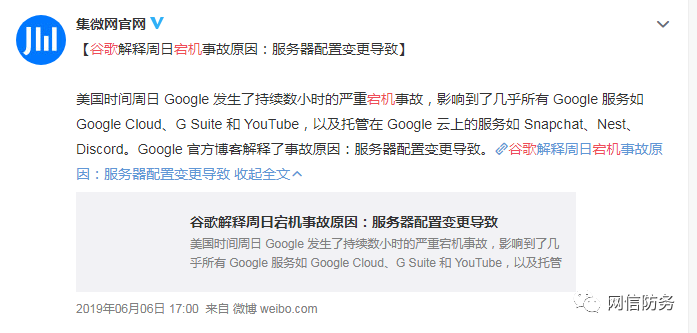 集微网官网
【谷歌解释周日宕机事故原因：服务器配置变更导致】
美国时间周日 Google 发生了持续数小时的严重宕机事故，影响到了几乎所有 Google 服务如
Google Cloud、G Suite 和 YouTube，以及托管在 Google 云上的服务如 Snapchat、Nest、
Discord。Google 官方博客解释了事故原因：服务器配置变更导致。谷歌解释周日宕机事故原
因：服务器配置变更导致 收起全文
谷歌解释周日宕机事故原因：服务器配置变更导致
美国时间周日 Google 发生了持续数小时的严重宕机事故，影响到了几
乎所有 Google 服务如 Google Cloud、G Suite 和 YouTube，以及托管
2019年06月06日 17:00 来自 微博 weibo.com
网信防务